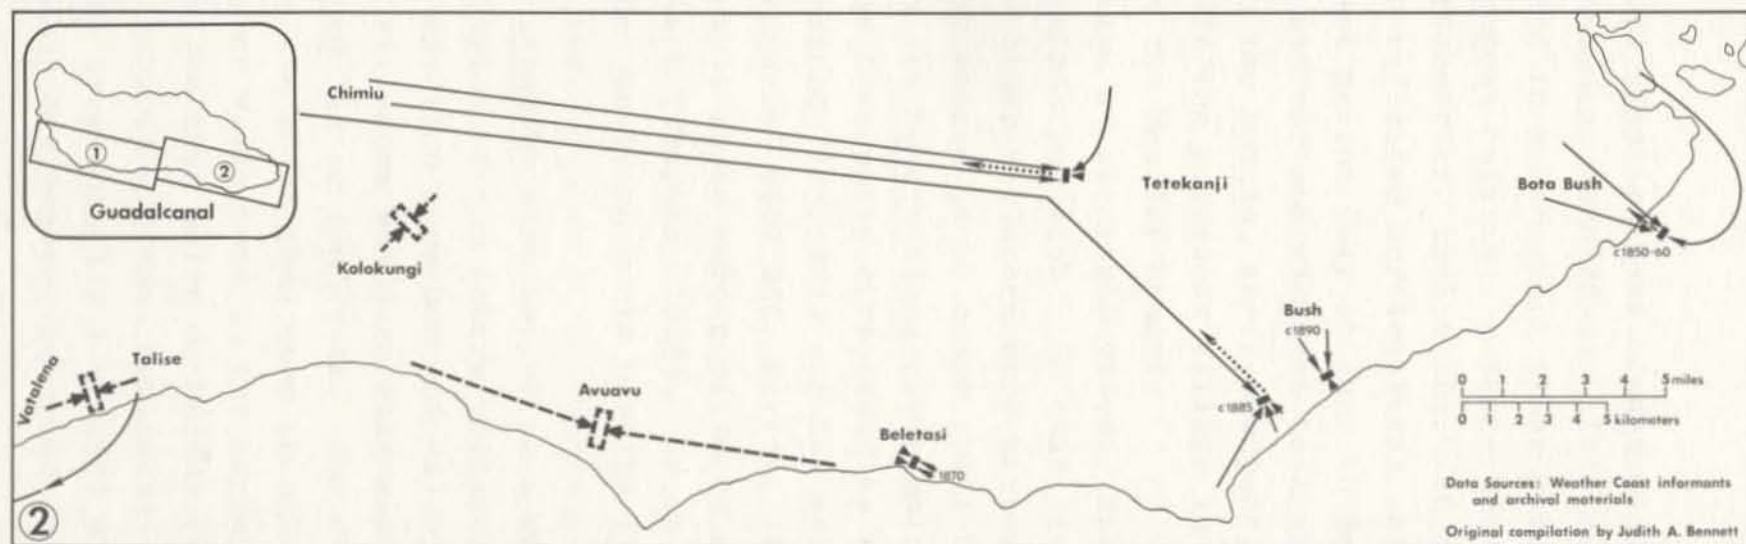 ①
②
Guadalcanal
Chimiu
Kolokungi
Tetekanji
Bota Bush
c1850-60
Bush
c1890
c1885
Vatalena
Talise
Avuavu
Beletasi
1870
0 1 2 3 4 5 miles
0 1 2 3 4 5 kilometers
Data Sources: Weather Coast informants
and archival materials
Original compilation by Judith A. Bennett
②